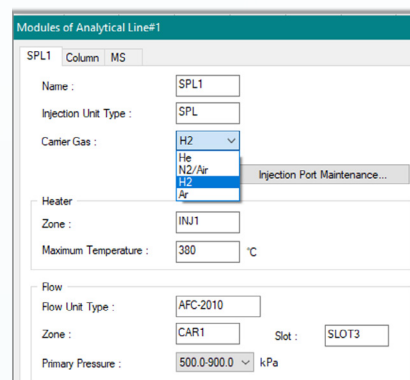 Modules of Analytical Line#1
SPL1 Column MS
Name : SPL1
Injection Unit Type : SPL
Carrier Gas : H2
He
N2/Air
H2
Ar
Injection Port Maintenance...
Heater
Zone : INJ1
Maximum Temperature : 380 °C
Flow
Flow Unit Type : AFC-2010
Zone : CAR1 Slot : SLOT3
Primary Pressure : 500.0-900.0 kPa